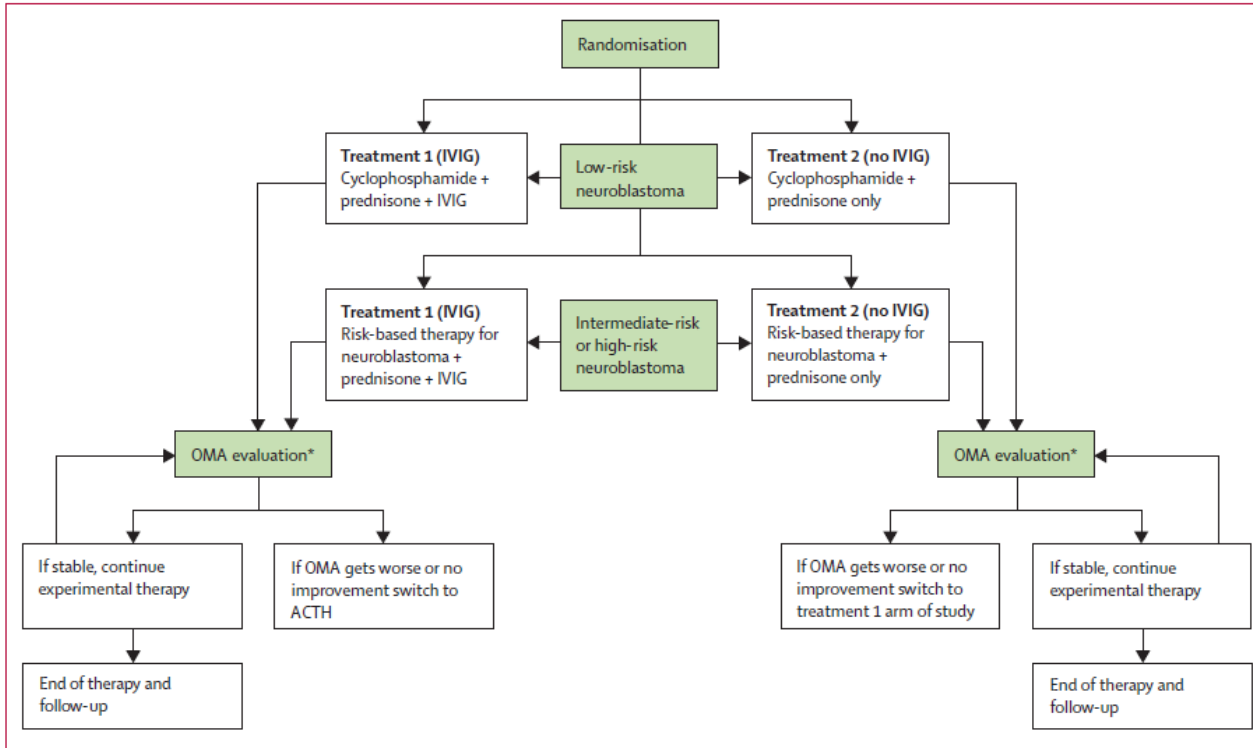 Randomisation
Treatment 1 (IVIG)
Cyclophosphamide +
prednisone + IVIG
Low-risk
neuroblastoma
Treatment 2 (no IVIG)
Cyclophosphamide +
prednisone only
Treatment 1 (IVIG)
Risk-based therapy for
neuroblastoma +
prednisone + IVIG
Intermediate-risk
or high-risk
neuroblastoma
Treatment 2 (no IVIG)
Risk-based therapy for
neuroblastoma +
prednisone only
OMA evaluation*
OMA evaluation*
If stable, continue
experimental therapy
If OMA gets worse or no
improvement switch to
ACTH
If OMA gets worse or no
improvement switch to
treatment 1 arm of study
If stable, continue
experimental therapy
End of therapy and
follow-up
End of therapy and
follow-up